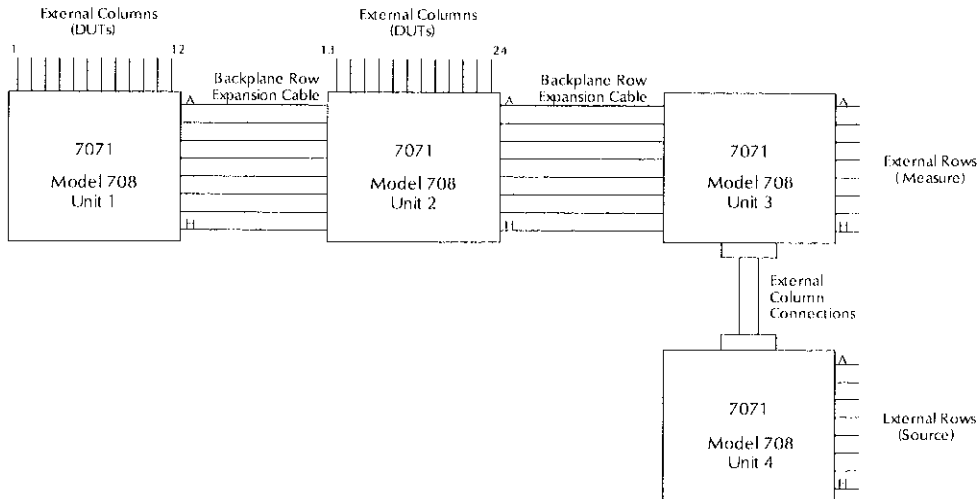 External Columns
(DUTs)
1
12
External Columns
(DUTs)
13
24
Backplane Row
Expansion Cable
Backplane Row
Expansion Cable
A
A
A
7071
Model 708
Unit 1
7071
Model 708
Unit 2
7071
Model 708
Unit 3
External Rows
(Measure)
H
H
H
External
Column
Connections
A
7071
Model 708
Unit 4
External Rows
(Source)
H